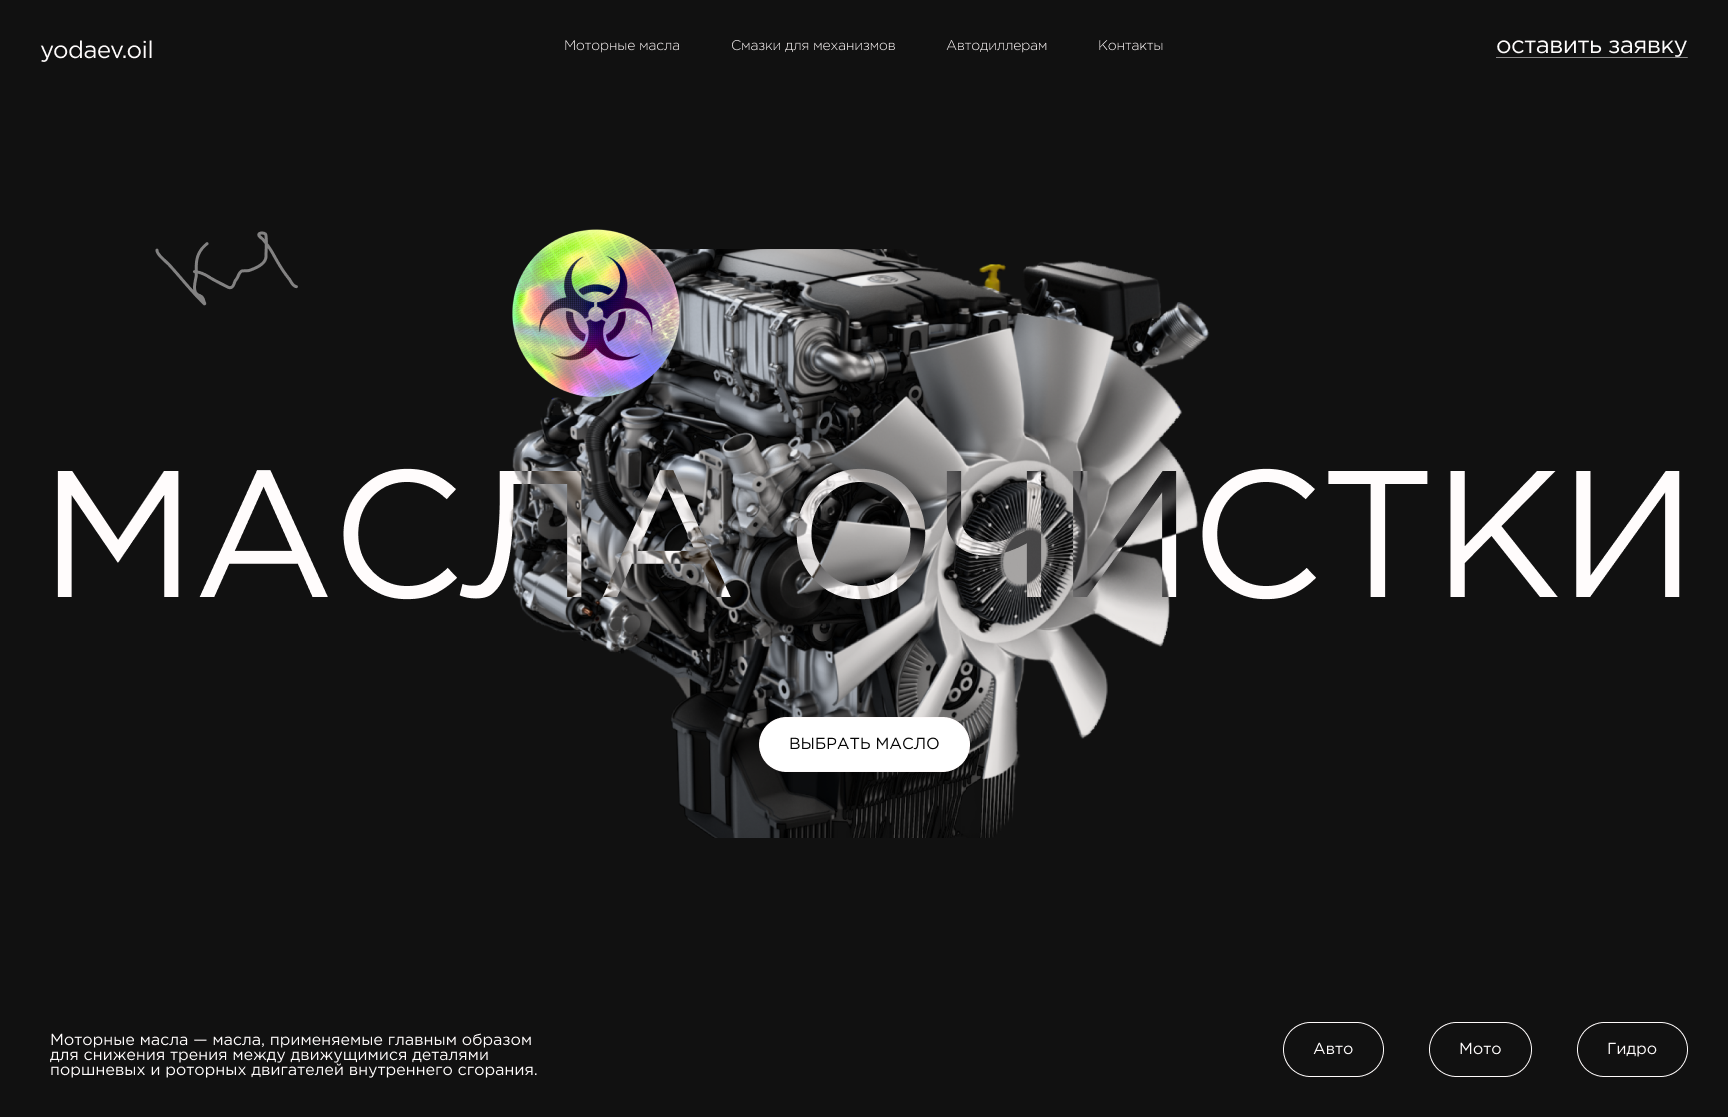 yodaev.oil
Моторные масла
Смазки для механизмов
Автодиллерам
Контакты
оставить заявку
МАСЛА ОЧИСТКИ
ВЫБРАТЬ МАСЛО
Моторные масла — масла, применяемые главным образом
для снижения трения между движущимися деталями
поршневых и роторных двигателей внутреннего сгорания.
Авто
Мото
Гидро